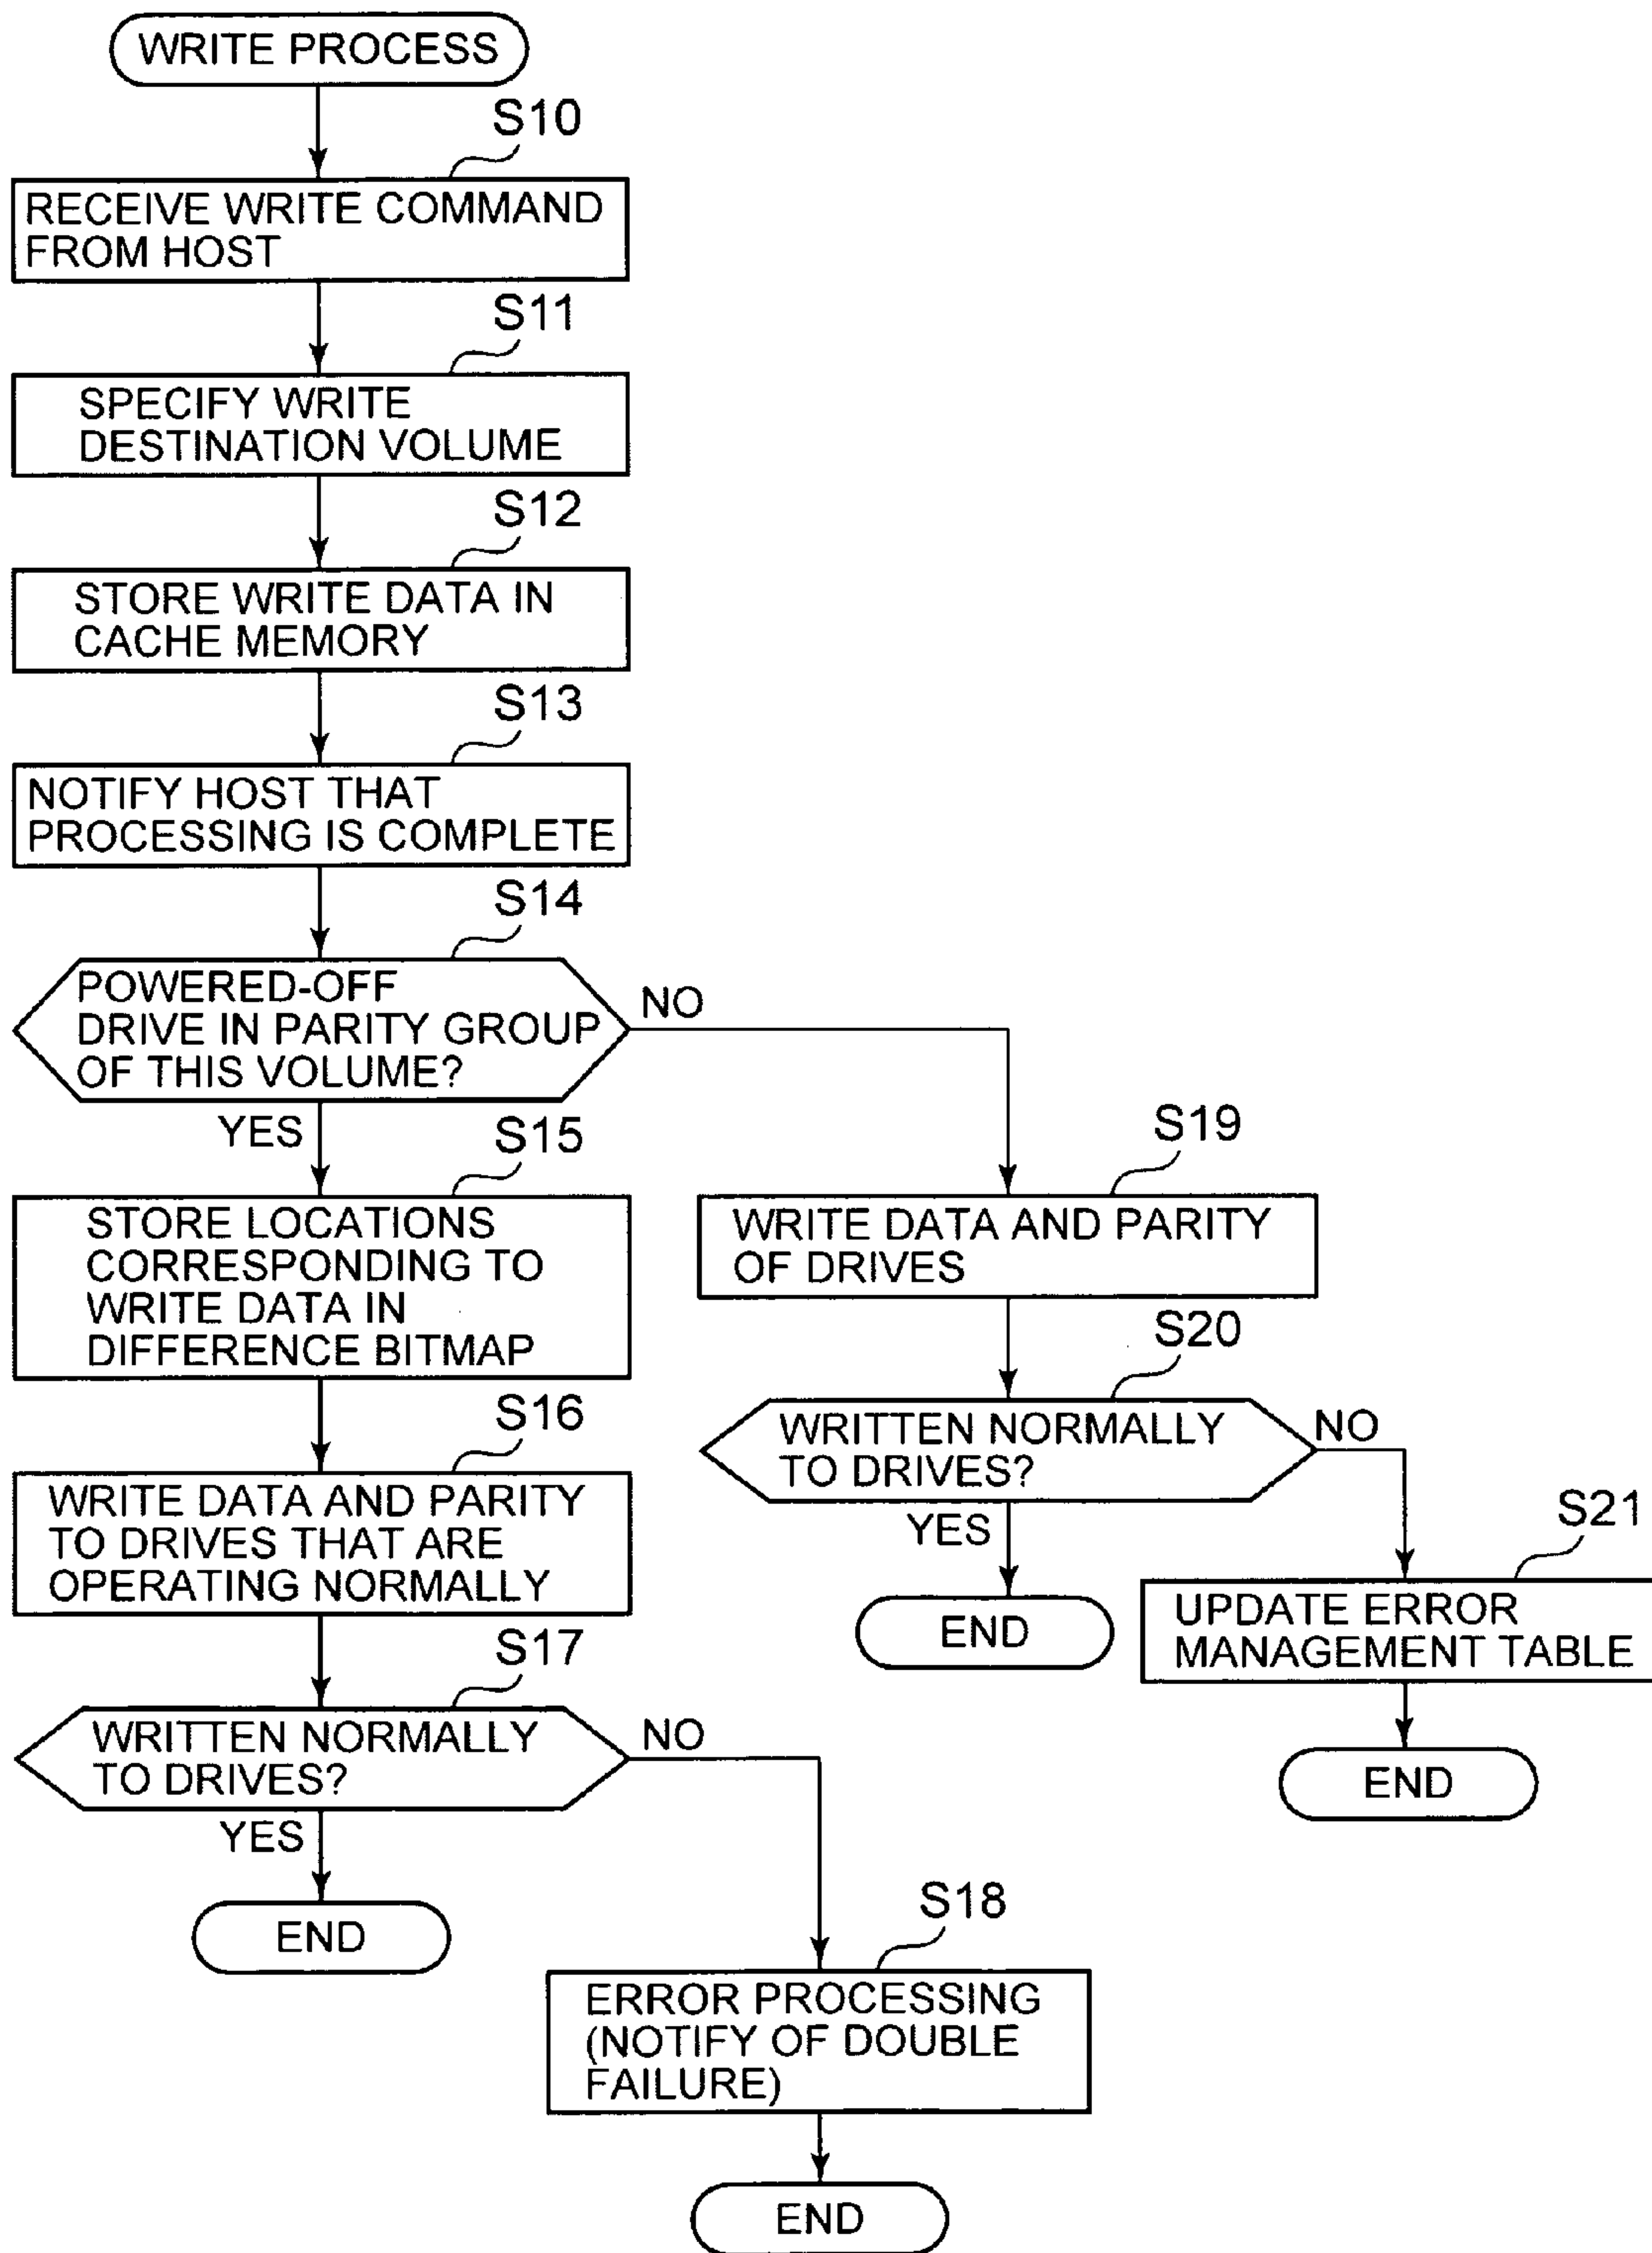 WRITE PROCESS
S10
RECEIVE WRITE COMMAND
FROM HOST
S11
SPECIFY WRITE
DESTINATION VOLUME
S12
STORE WRITE DATA IN
CACHE MEMORY
S13
NOTIFY HOST THAT
PROCESSING IS COMPLETE
S14
POWERED-OFF
DRIVE IN PARITY GROUP
OF THIS VOLUME?
NO
YES
S15
STORE LOCATIONS
CORRESPONDING TO
WRITE DATA IN
DIFFERENCE BITMAP
S16
WRITE DATA AND PARITY
TO DRIVES THAT ARE
OPERATING NORMALLY
S17
WRITTEN NORMALLY
TO DRIVES?
NO
YES
END
S18
ERROR PROCESSING
(NOTIFY OF DOUBLE
FAILURE)
END
S19
WRITE DATA AND PARITY
OF DRIVES
S20
WRITTEN NORMALLY
TO DRIVES?
NO
YES
END
S21
UPDATE ERROR
MANAGEMENT TABLE
END